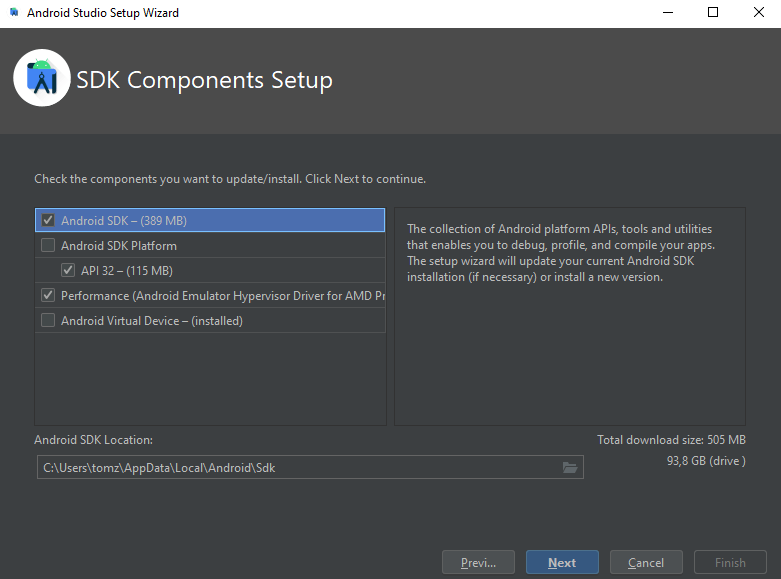 Android Studio Setup Wizard
SDK Components Setup
Check the components you want to update/install. Click Next to continue.
Android SDK – (389 MB)
Android SDK Platform
API 32 – (115 MB)
Performance (Android Emulator Hypervisor Driver for AMD Pr
Android Virtual Device – (installed)
The collection of Android platform APIs, tools and utilities
that enables you to debug, profile, and compile your apps.
The setup wizard will update your current Android SDK
installation (if necessary) or install a new version.
Android SDK Location:
C:\Users\tomz\AppData\Local\Android\Sdk
Total download size: 505 MB
93,8 GB (drive )
Previ...
Next
Cancel
Finish